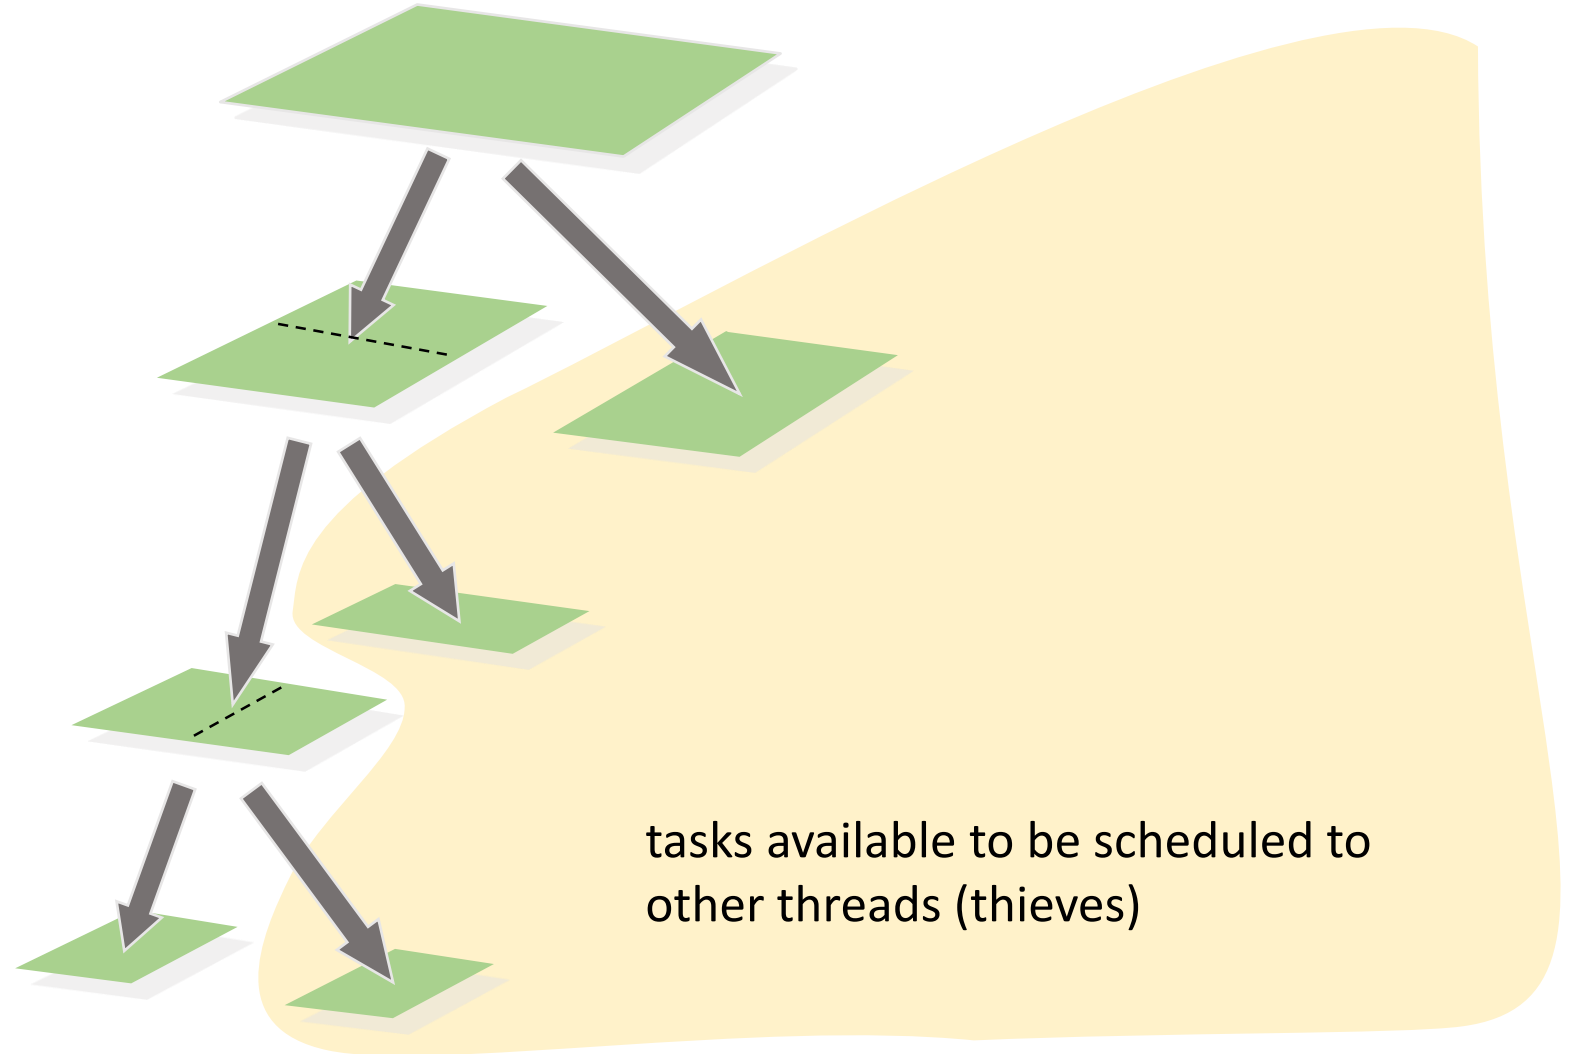 tasks available to be scheduled to
other threads (thieves)